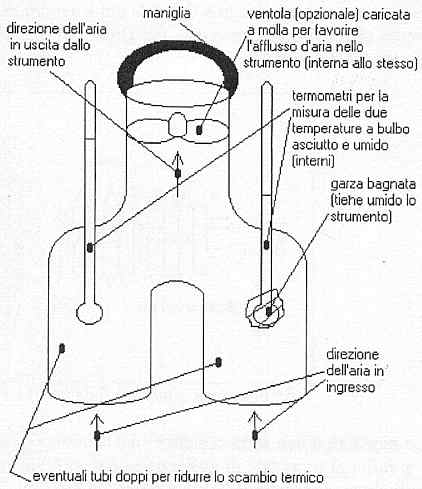 maniglia
direzione dell'aria
in uscita dallo
strumento
ventola (opzionale) caricata
a molla per favorire
l'afflusso d'aria nello
strumento (interna allo stesso)
termometri per la
misura delle due
temperature a bulbo
asciutto e umido
(interni)
garza bagnata
(tiehe umido lo
strumento)
direzione
dell'aria in
ingresso
eventuali tubi doppi per ridurre lo scambio termico